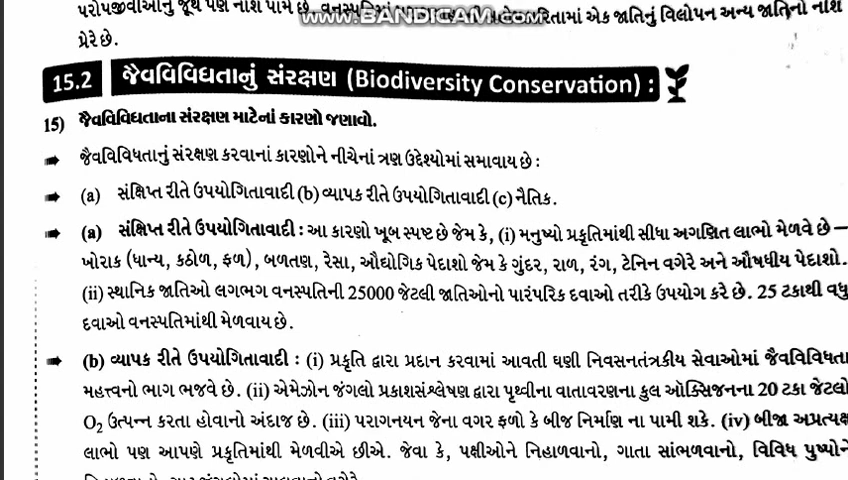 પરોપજીવીઓનું જૂથ પણ નાશ પામે છે. વનસ્પતિમાં એક જાતિનું વિલોપન અન્ય જાતિનો નાશ
www.BANDICAM.com
પ્રેરે છે.
15.2 જૈવવિવિધતાનું સંરક્ષણ (Biodiversity Conservation) :
15) જૈવવિવિધતાના સંરક્ષણ માટેનાં કારણો જણાવો.
➡ જૈવવિવિધતાનું સંરક્ષણ કરવાનાં કારણોને નીચેનાં ત્રણ ઉદ્દેશ્યોમાં સમાવાય છે :
➡ (a) સંક્ષિપ્ત રીતે ઉપયોગિતાવાદી (b) વ્યાપક રીતે ઉપયોગિતાવાદી (c) નૈતિક.
➡ (a) સંક્ષિપ્ત રીતે ઉપયોગિતાવાદી : આ કારણો ખૂબ સ્પષ્ટ છે જેમ કે, (i) મનુષ્યો પ્રકૃતિમાંથી સીધા અગણિત લાભો મેળવે છે –
ખોરાક (ધાન્ય, કઠોળ, ફળ), બળતણ, રેસા, ઔદ્યોગિક પેદાશો જેમ કે ગુંદર, રાળ, રંગ, ટેનિન વગેરે અને ઔષધીય પેદાશો.
(ii) સ્થાનિક જાતિઓ લગભગ વનસ્પતિની 25000 જેટલી જાતિઓનો પારંપરિક દવાઓ તરીકે ઉપયોગ કરે છે. 25 ટકાથી વધુ
દવાઓ વનસ્પતિમાંથી મેળવાય છે.
➡ (b) વ્યાપક રીતે ઉપયોગિતાવાદી : (i) પ્રકૃતિ દ્વારા પ્રદાન કરવામાં આવતી ઘણી નિવસનતંત્રકીય સેવાઓમાં જૈવવિવિધતા
મહત્ત્વનો ભાગ ભજવે છે. (ii) એમેઝોન જંગલો પ્રકાશસંશ્લેષણ દ્વારા પૃથ્વીના વાતાવરણના કુલ ઑક્સિજનના 20 ટકા જેટલો
O₂ ઉત્પન્ન કરતા હોવાનો અંદાજ છે. (iii) પરાગનયન જેના વગર ફળો કે બીજ નિર્માણ ના પામી શકે. (iv) બીજા અપ્રત્યક્ષ
લાભો પણ આપણે પ્રકૃતિમાંથી મેળવીએ છીએ. જેવા કે, પક્ષીઓને નિહાળવાનો, ગાતા સાંભળવાનો, વિવિધ પુષ્પોને